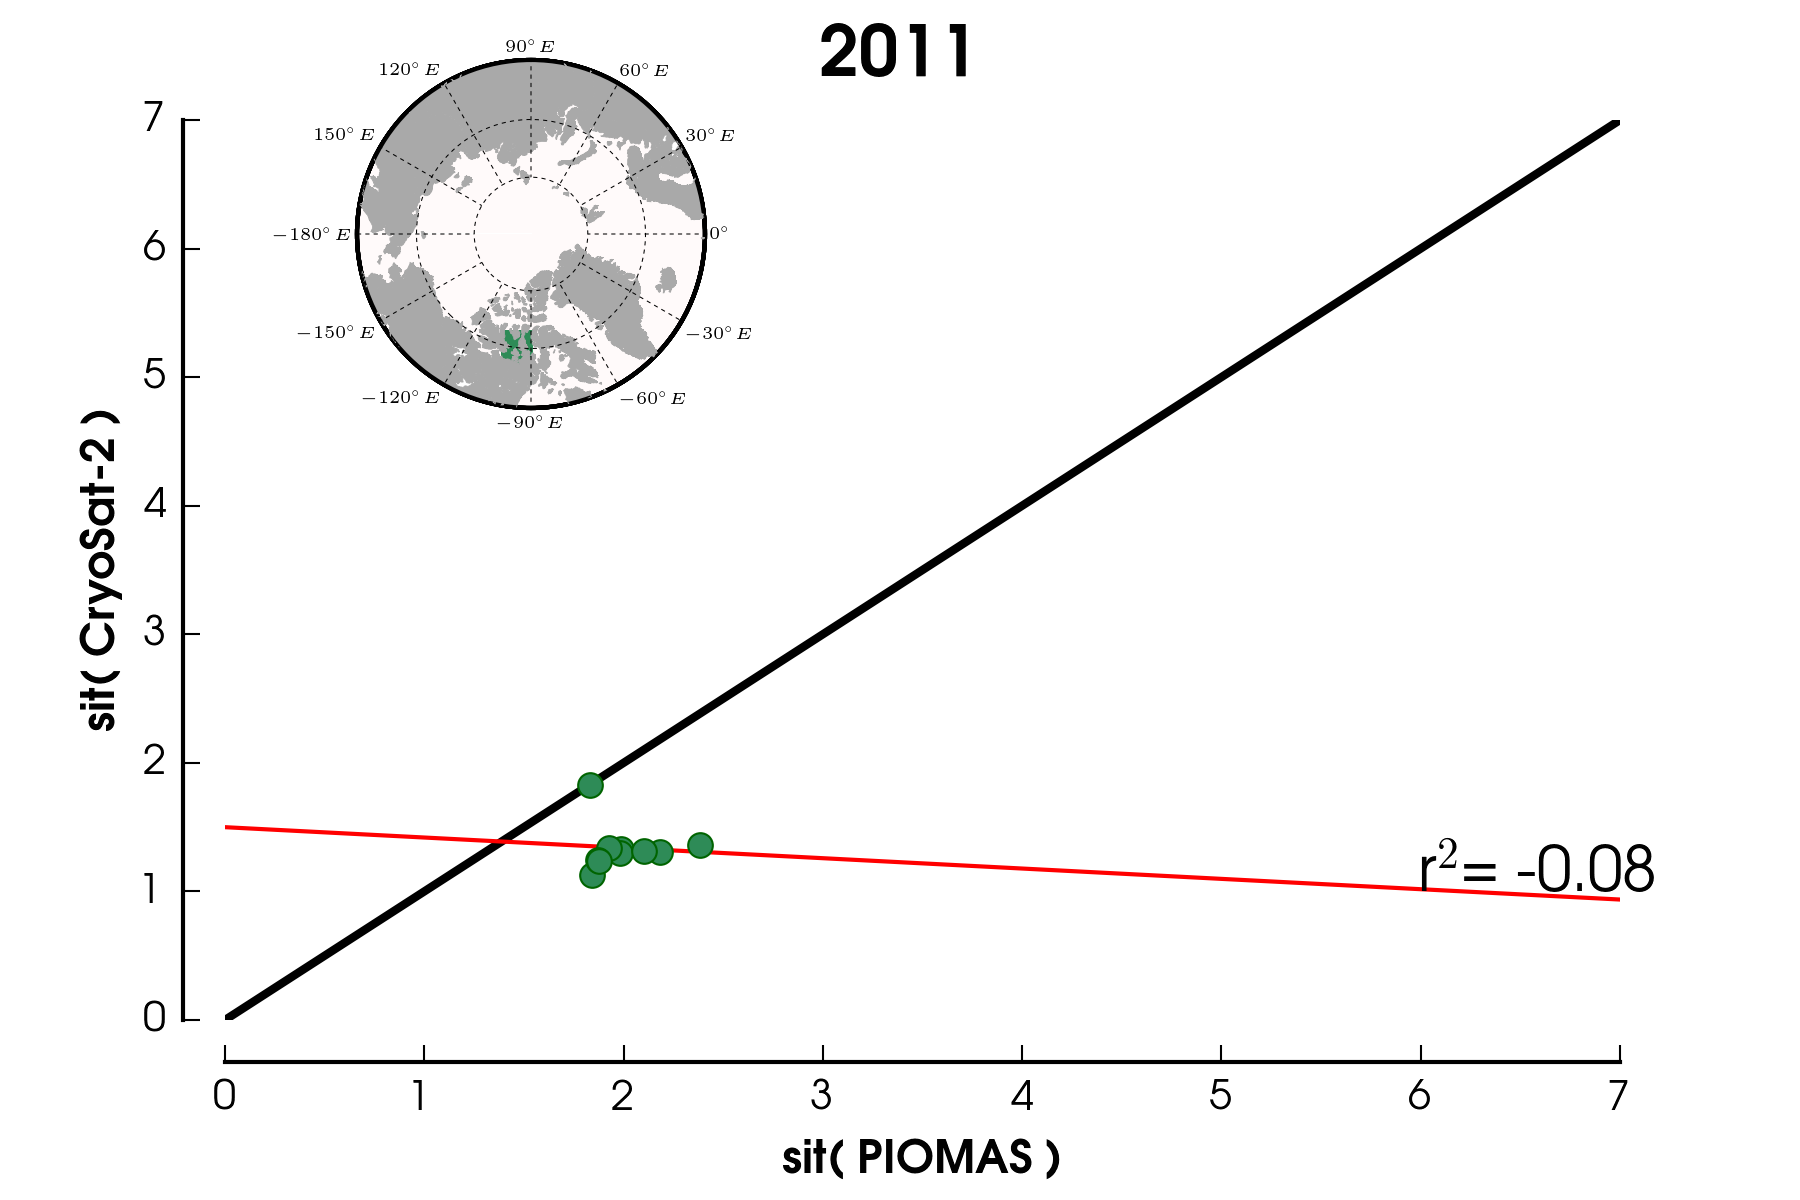 2011
90° E
120° E
60° E
150° E
30° E
−180° E
0°
−150° E
−30° E
−120° E
−60° E
−90° E
7
6
5
4
3
2
1
0
sit( CryoSat-2 )
r²= -0.08
0 1 2 3 4 5 6 7
sit( PIOMAS )